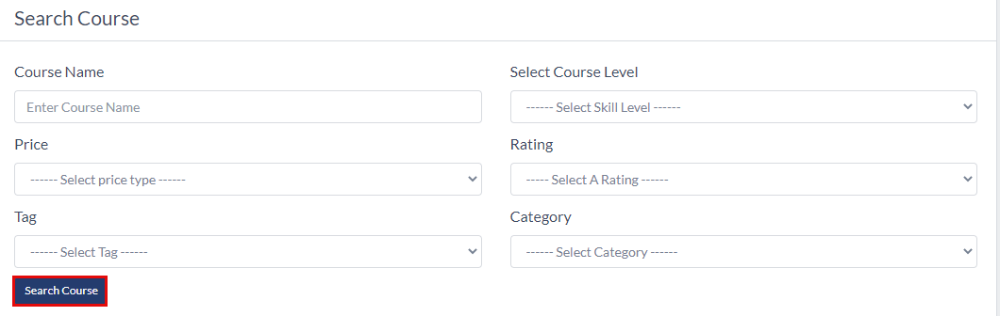 Search Course
Course Name
Select Course Level
Enter Course Name
------ Select Skill Level ------
Price
Rating
------ Select price type ------
----- Select A Rating ------
Tag
Category
------ Select Tag ------
------ Select Category ------
Search Course